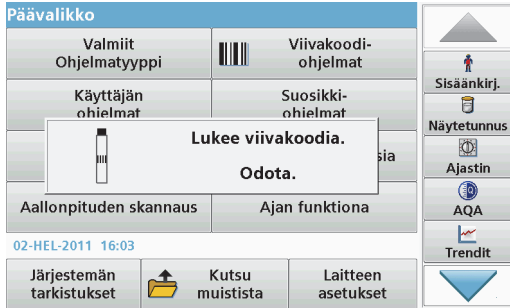 Päävalikko
Valmiit
Ohjelmatyyppi
Viivakoodi-
ohjelmat
Käyttäjän
ohjelmat
Suosikki-
ohjelmat
Lukee viivakoodia.
Odota.
sia
Aallonpituden skannaus
Ajan funktiona
02-HEL-2011 16:03
Järjestemän
tarkistukset
Kutsu
muistista
Laitteen
asetukset
Sisäänkirj.
Näytetunnus
Ajastin
AQA
Trendit